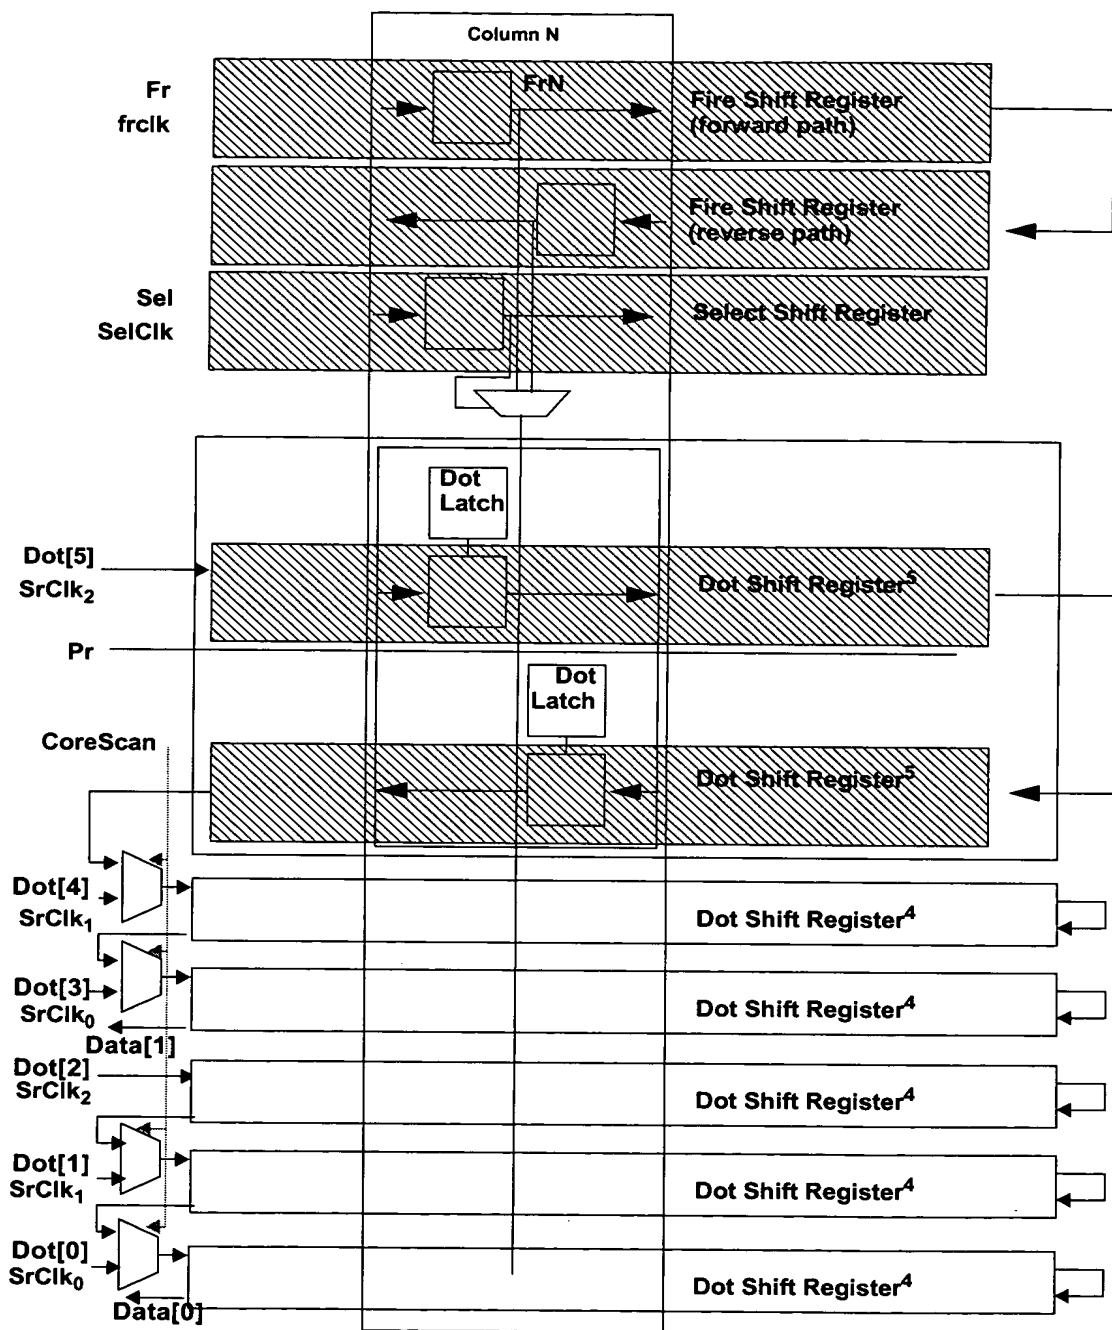 Column N
Fr
frclk
FrN
Fire Shift Register
(forward path)
Fire Shift Register
(reverse path)
Sel
SelClk
Select Shift Register
Dot
Latch
Dot[5]
SrClk2
Dot Shift Register5
Pr
Dot
Latch
CoreScan
Dot Shift Register5
Dot[4]
SrClk1
Dot Shift Register4
Dot[3]
SrClk0
Dot Shift Register4
Data[1]
Dot[2]
SrClk2
Dot Shift Register4
Dot[1]
SrClk1
Dot Shift Register4
Dot[0]
SrClk0
Dot Shift Register4
Data[0]